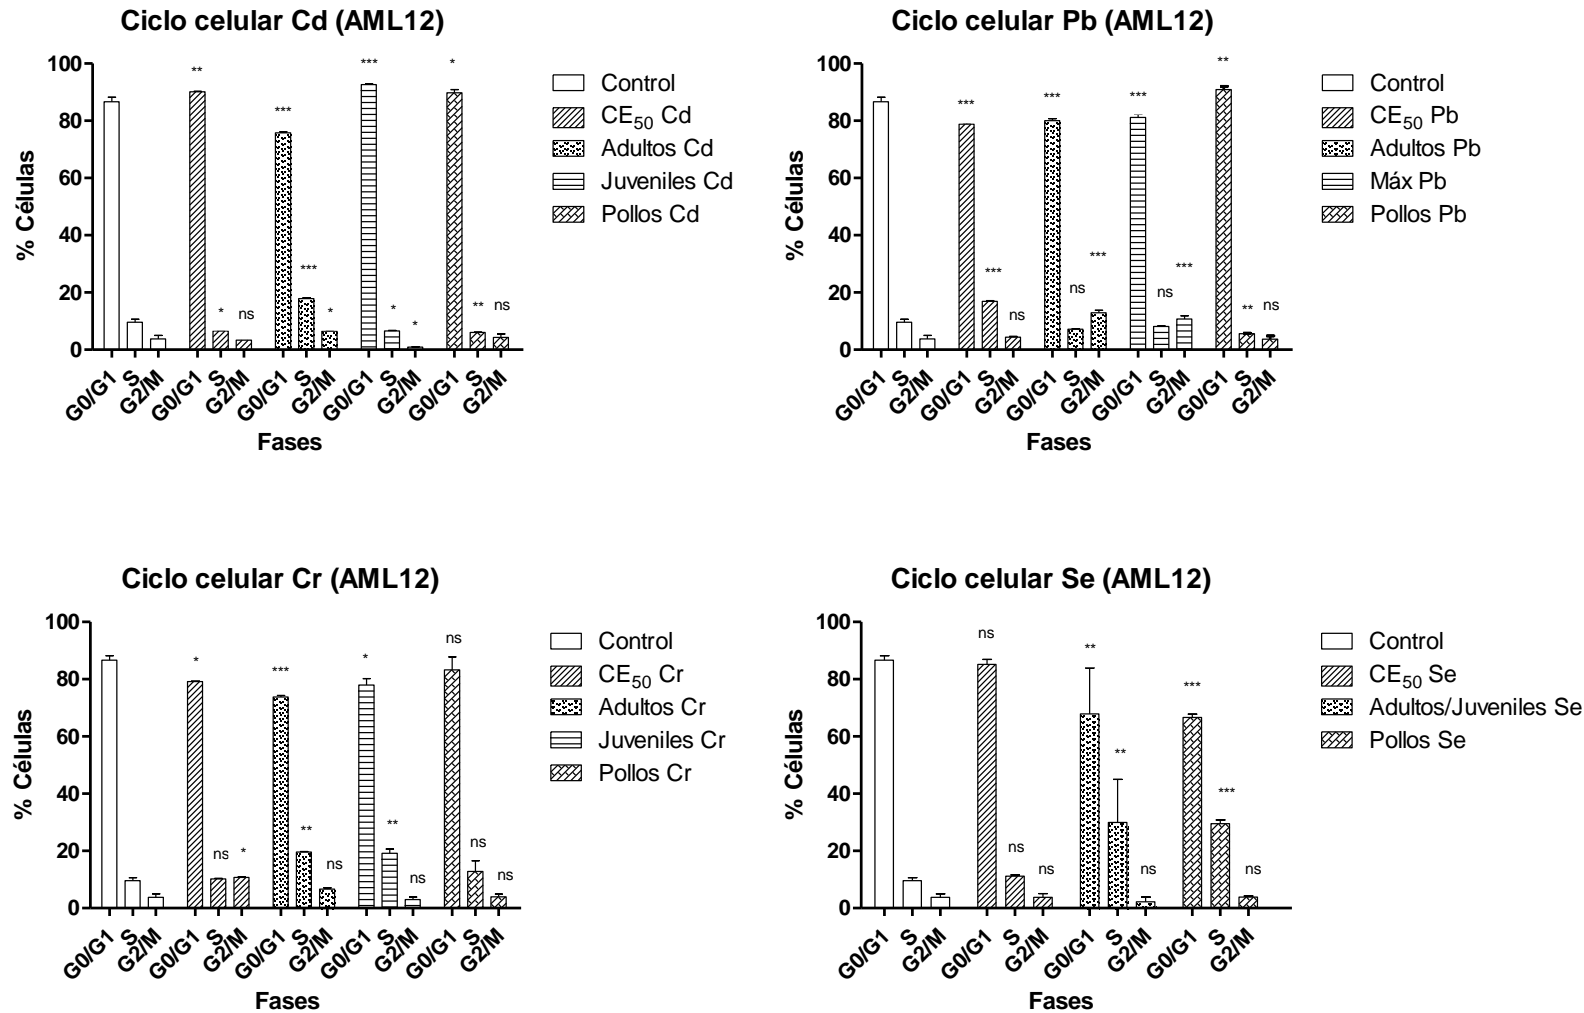 Ciclo celular Cd (AML12)
100
80
60
40
20
0
% Células
** * ns *** *** * *** * * * ** ns
G0/G1 S G2/M G0/G1 S G2/M G0/G1 S G2/M G0/G1 S G2/M G0/G1 S G2/M
Fases
Control
CE50 Cd
Adultos Cd
Juveniles Cd
Pollos Cd
Ciclo celular Pb (AML12)
100
80
60
40
20
0
% Células
*** *** ns *** ns *** *** ns *** ** ** ns
G0/G1 S G2/M G0/G1 S G2/M G0/G1 S G2/M G0/G1 S G2/M G0/G1 S G2/M
Fases
Control
CE50 Pb
Adultos Pb
Máx Pb
Pollos Pb
Ciclo celular Cr (AML12)
100
80
60
40
20
0
% Células
* ns * *** ** ns * ** ns ns ns ns
G0/G1 S G2/M G0/G1 S G2/M G0/G1 S G2/M G0/G1 S G2/M G0/G1 S G2/M
Fases
Control
CE50 Cr
Adultos Cr
Juveniles Cr
Pollos Cr
Ciclo celular Se (AML12)
100
80
60
40
20
0
% Células
ns ns ns ** ** ns *** *** ns
G0/G1 S G2/M G0/G1 S G2/M G0/G1 S G2/M G0/G1 S G2/M
Fases
Control
CE50 Se
Adultos/Juveniles Se
Pollos Se